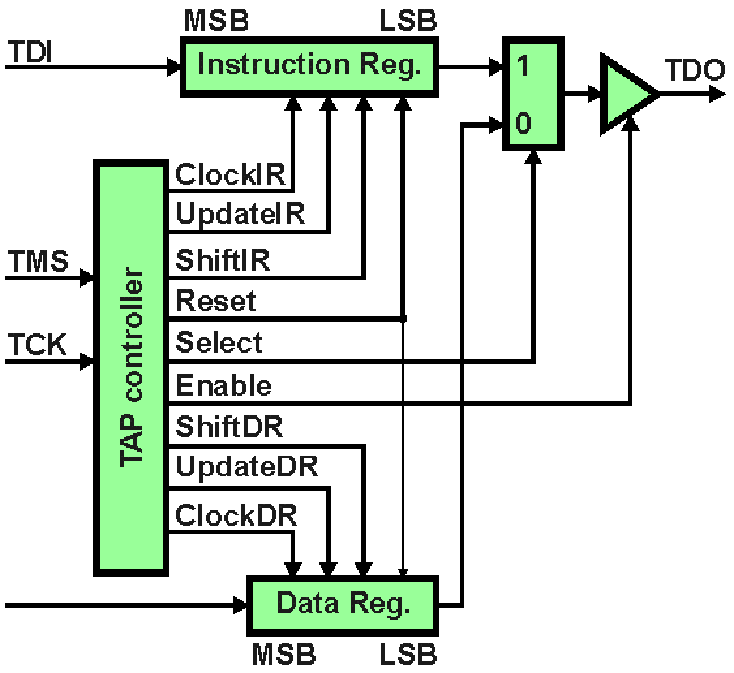 MSB LSB
TDI
Instruction Reg.
1
TDO
0
ClockIR
UpdateIR
TMS
ShiftIR
Reset
TCK
Select
TAP controller
Enable
ShiftDR
UpdateDR
ClockDR
Data Reg.
MSB LSB